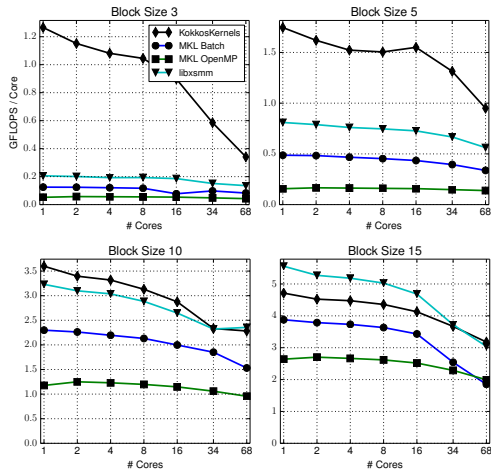 Block Size 3
1.2
1.0
0.8
0.6
0.4
0.2
0.0
GFLOPS / Core
KokkosKernels
MKL Batch
MKL OpenMP
libxsmm
1 2 4 8 16 34 68
# Cores
Block Size 5
1.5
1.0
0.5
0.0
1 2 4 8 16 34 68
# Cores
Block Size 10
3.5
3.0
2.5
2.0
1.5
1.0
0.5
0.0
1 2 4 8 16 34 68
# Cores
Block Size 15
5
4
3
2
1
0
1 2 4 8 16 34 68
# Cores